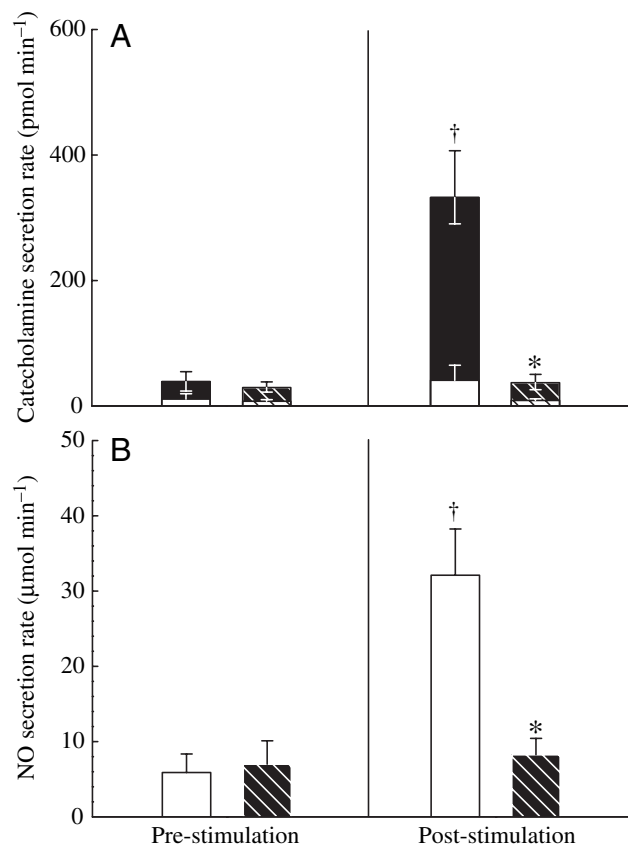 A
Catecholamine secretion rate (pmol min⁻¹)
600
400
200
0
†
*
B
NO secretion rate (μmol min⁻¹)
50
40
30
20
10
0
†
*
Pre-stimulation Post-stimulation